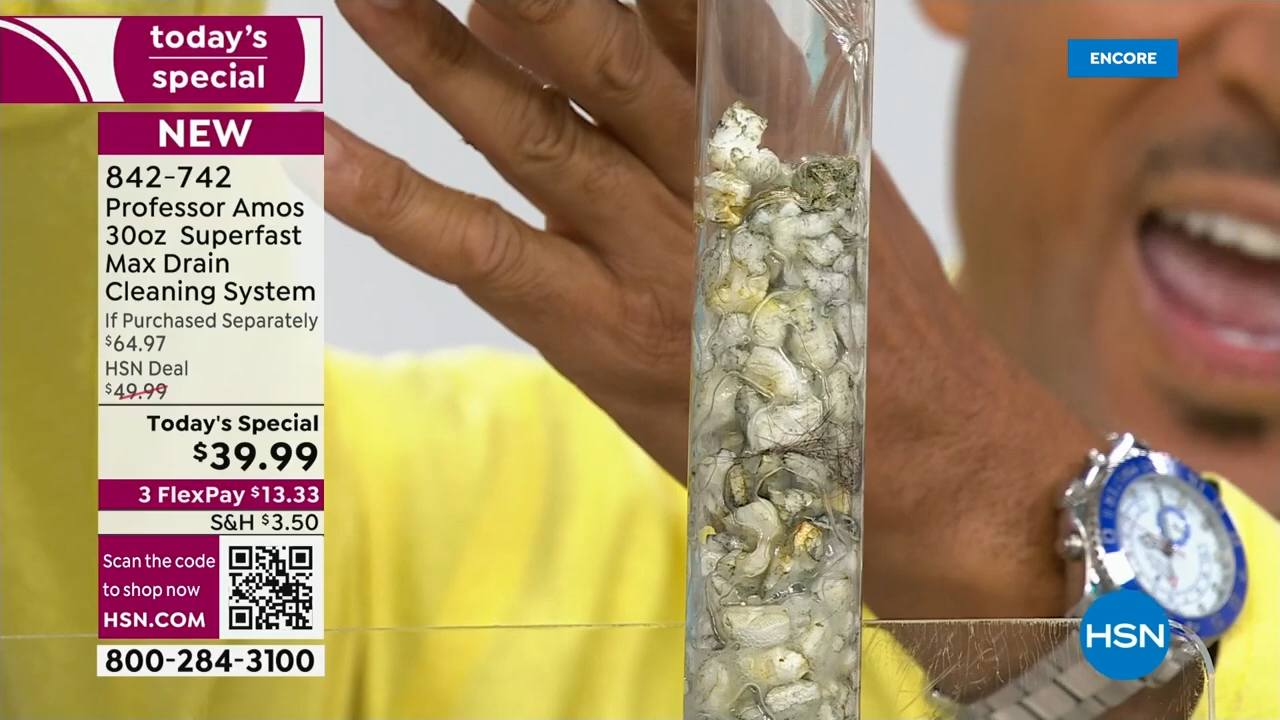 today's
special
NEW
842-742
Professor Amos
30oz Superfast
Max Drain
Cleaning System
If Purchased Separately
$64.97
HSN Deal
$49.99
Today's Special
$39.99
3 FlexPay $13.33
S&H $3.50
Scan the code
to shop now
HSN.COM
800-284-3100
ENCORE
HSN